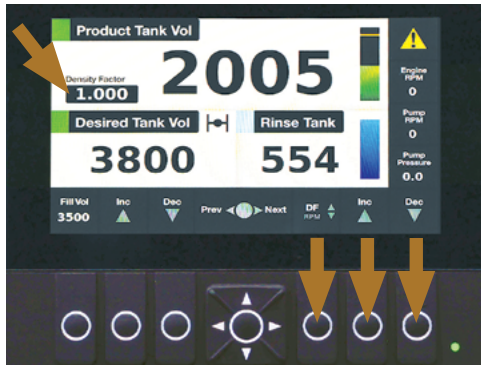 Product Tank Vol
Density Factor
1.000
2005
Desired Tank Vol
3800
Rinse Tank
554
Engine
RPM
0
Pump
RPM
0
Pump
Pressure
0.0
Fill Vol
3500
Inc
Dec
Prev
Next
DF
RPM
Inc
Dec